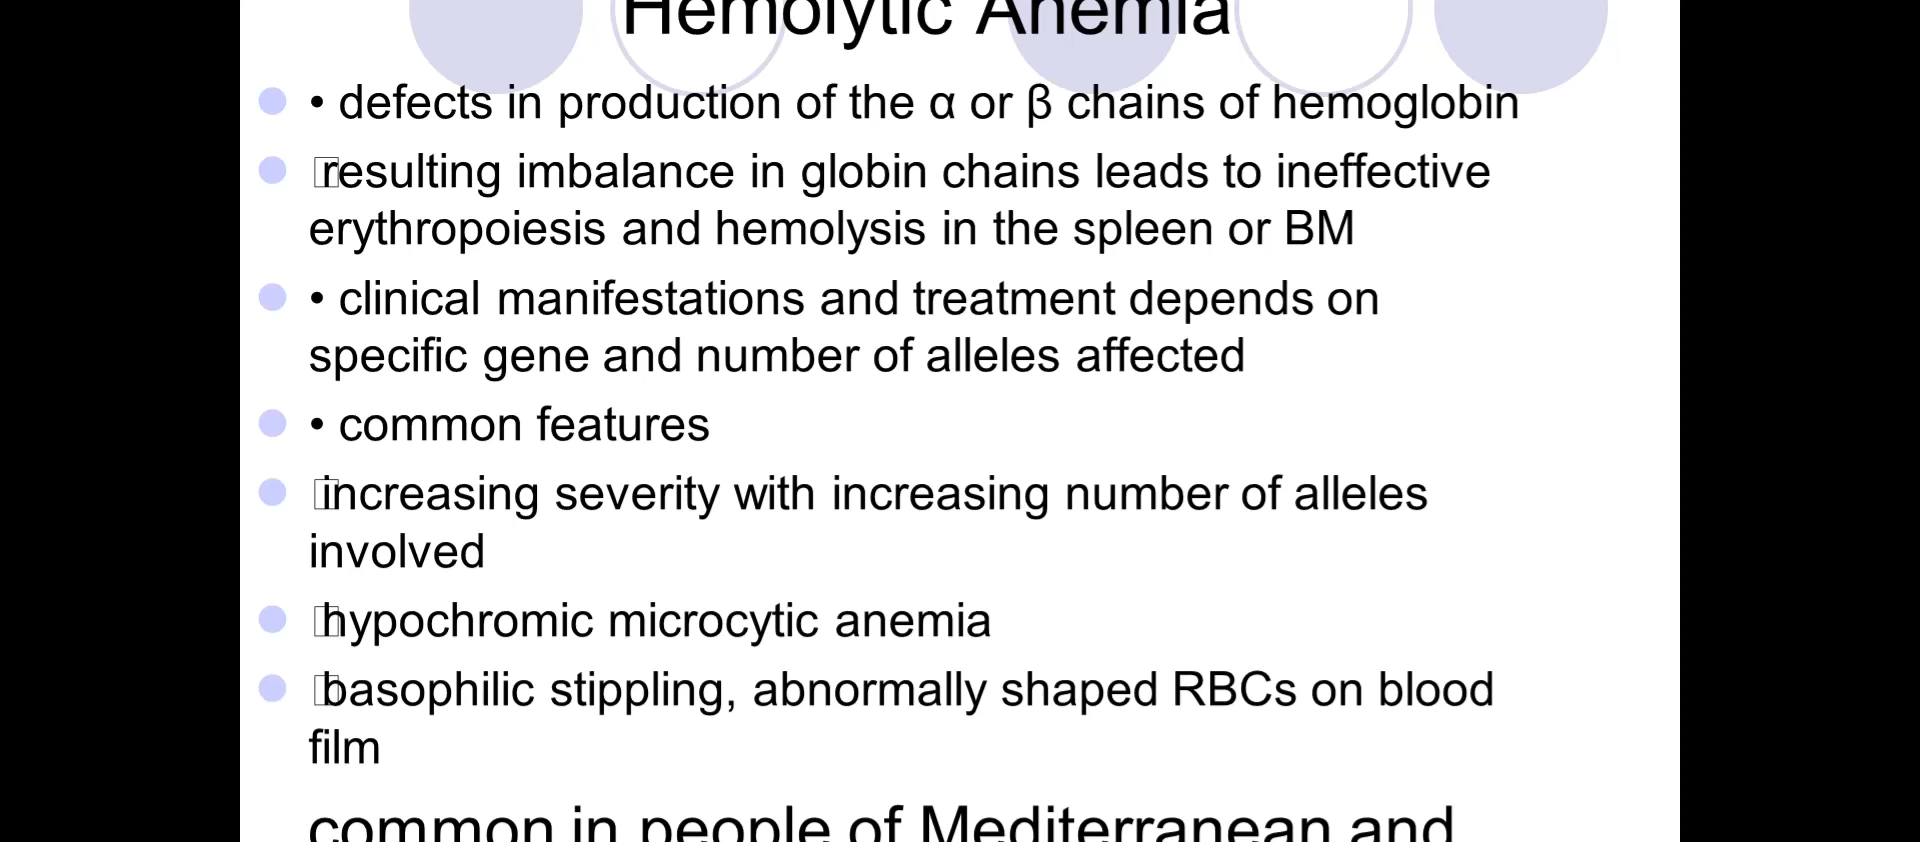 Hemolytic Anemia
• defects in production of the α or β chains of hemoglobin
resulting imbalance in globin chains leads to ineffective
erythropoiesis and hemolysis in the spleen or BM
• clinical manifestations and treatment depends on
specific gene and number of alleles affected
• common features
increasing severity with increasing number of alleles
involved
hypochromic microcytic anemia
basophilic stippling, abnormally shaped RBCs on blood
film
common in people of Mediterranean and